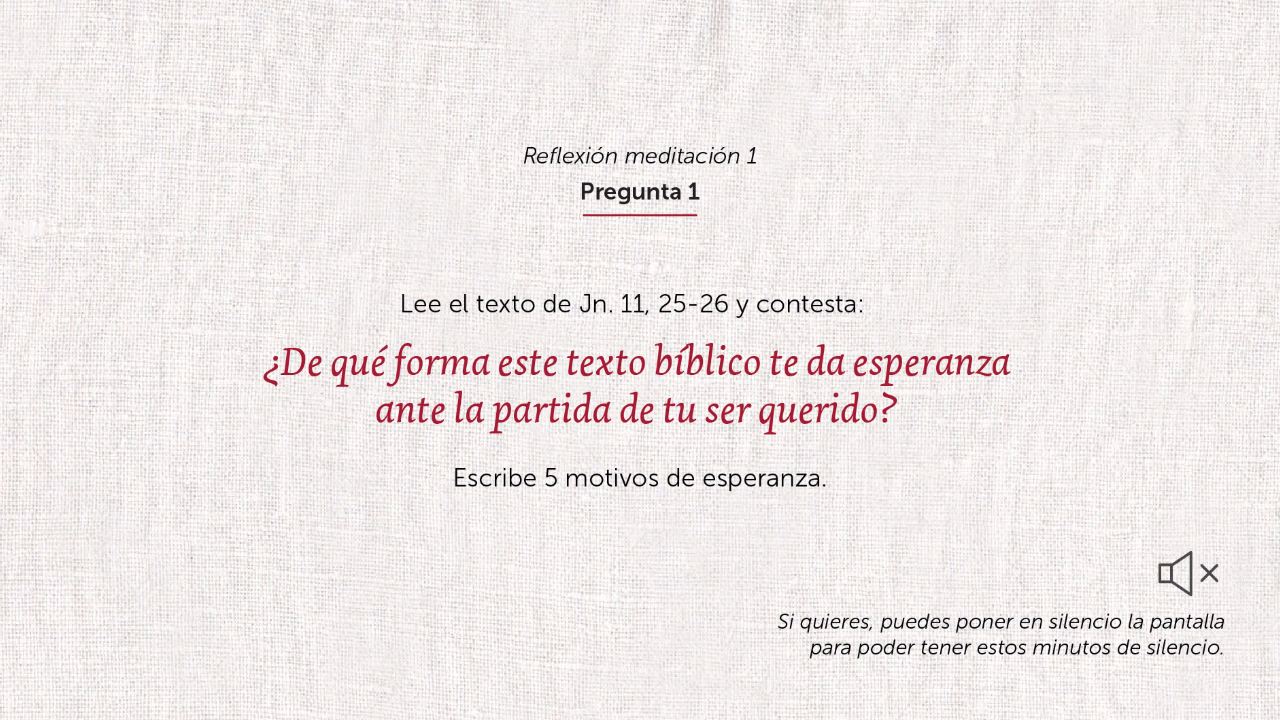 Reflexión meditación 1
Pregunta 1
Lee el texto de Jn. 11, 25-26 y contesta:
¿De qué forma este texto bíblico te da esperanza
ante la partida de tu ser querido?
Escribe 5 motivos de esperanza.
Si quieres, puedes poner en silencio la pantalla
para poder tener estos minutos de silencio.